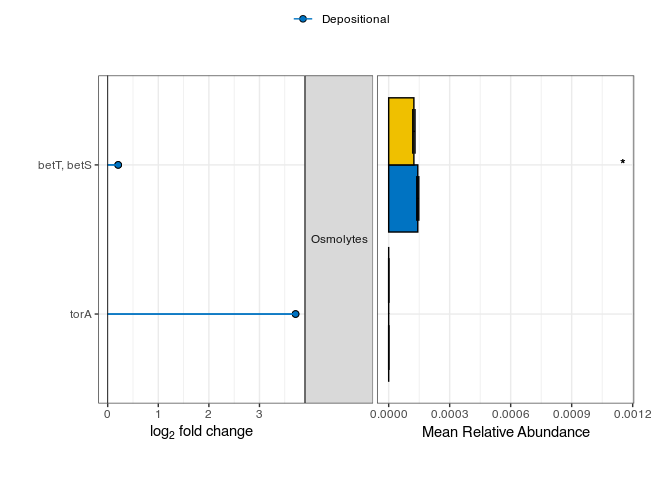 Depositional
betT, betS
torA
Osmolytes
*
0 1 2 3
0.0000 0.0003 0.0006 0.0009 0.0012
log2 fold change
Mean Relative Abundance